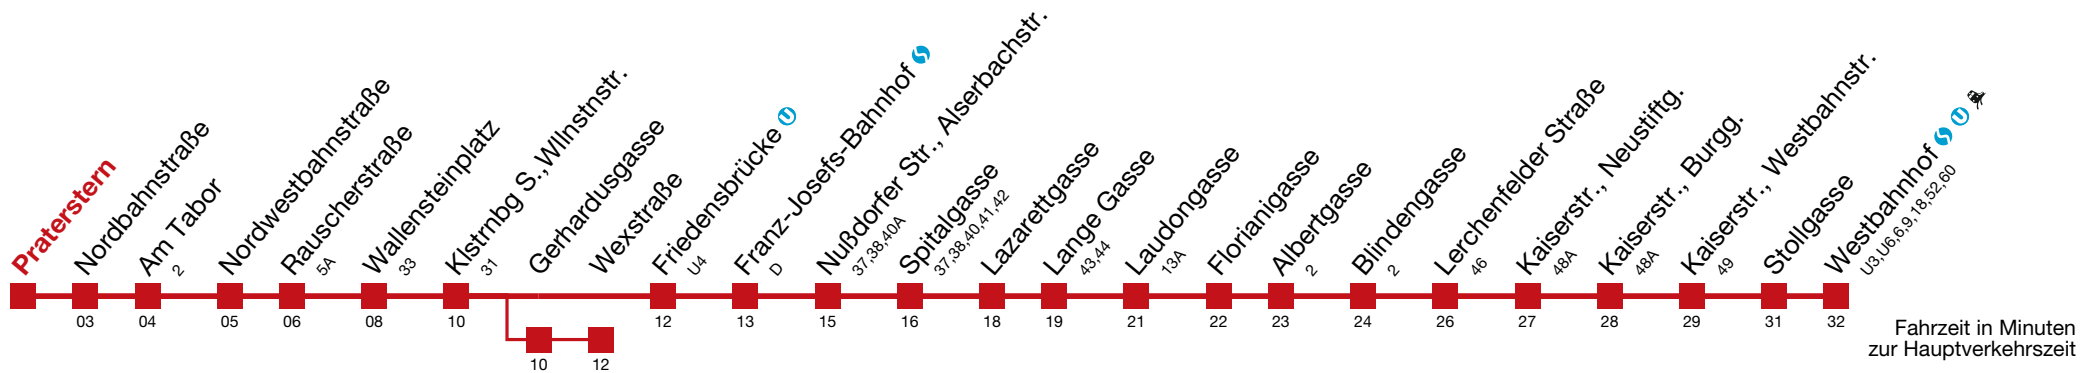 Praterstern
Nordbahnstraße
03
Am Tabor
2
04
Nordwestbahnstraße
05
Rauscherstraße
5A
06
Wallensteinplatz
33
08
Klstrnbg S., Wllnstnstr.
31
10
Gerhardusgasse
10
Wexstraße
12
Friedensbrücke U
U4
12
Franz-Josefs-Bahnhof
D
13
Nußdorfer Str., Alserbachstr.
37,38,40A
15
Spitalgasse
37,38,40,41,42
16
Lazarettgasse
18
Lange Gasse
43,44
19
Laudongasse
13A
21
Florianigasse
22
Albertgasse
2
23
Blindengasse
2
24
Lerchenfelder Straße
46
26
Kaiserstr., Neustiftg.
48A
27
Kaiserstr., Burgg.
48A
28
Kaiserstr., Westbahnstr.
49
29
Stollgasse
31
Westbahnhof U
U3,U6,6,9,18,52,60
32
Fahrzeit in Minuten
zur Hauptverkehrszeit